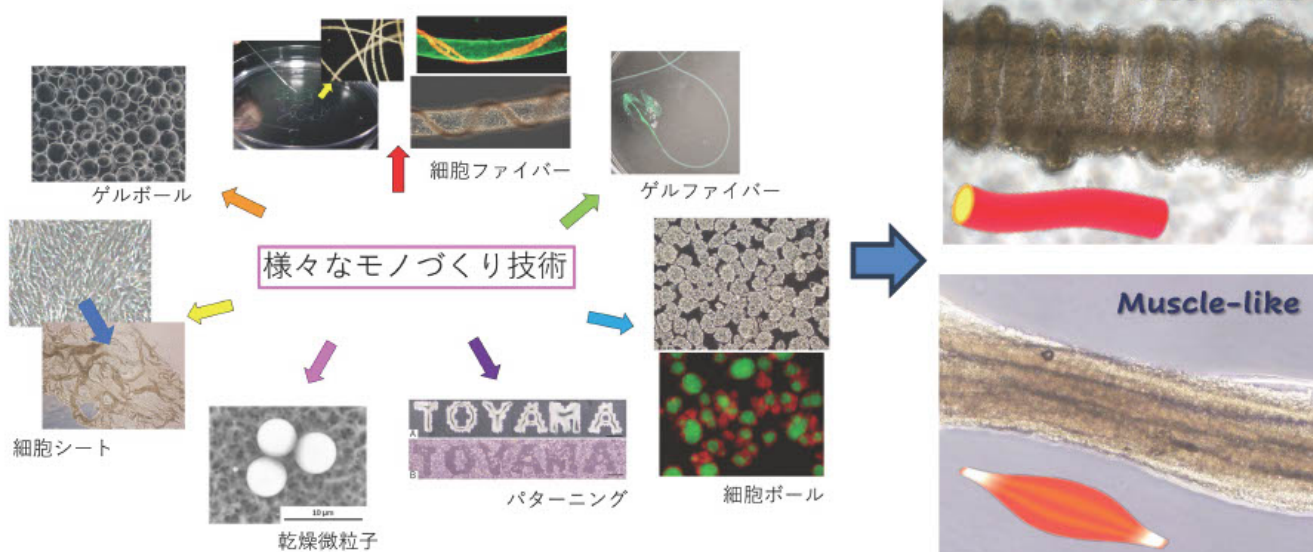 細胞ファイバー
ゲルボール
ゲルファイバー
様々なモノづくり技術
Muscle-like
細胞シート
TOYAMA
A
TOYAMA
B
パターニング
細胞ボール
10 μm
乾燥微粒子